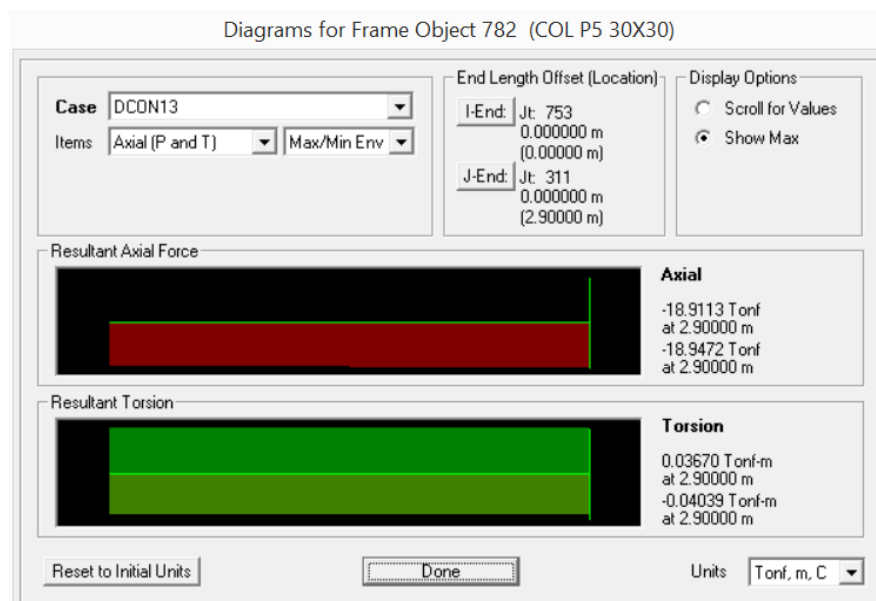 Diagrams for Frame Object 782 (COL P5 30X30)
Case DCON13
Items Axial (P and T) Max/Min Env
End Length Offset (Location)
I-End: Jt: 753
0.000000 m
(0.00000 m)
J-End: Jt: 311
0.000000 m
(2.90000 m)
Display Options
Scroll for Values
Show Max
Resultant Axial Force
Axial
-18.9113 Tonf
at 2.90000 m
-18.9472 Tonf
at 2.90000 m
Resultant Torsion
Torsion
0.03670 Tonf-m
at 2.90000 m
-0.04039 Tonf-m
at 2.90000 m
Reset to Initial Units
Done
Units Tonf, m, C